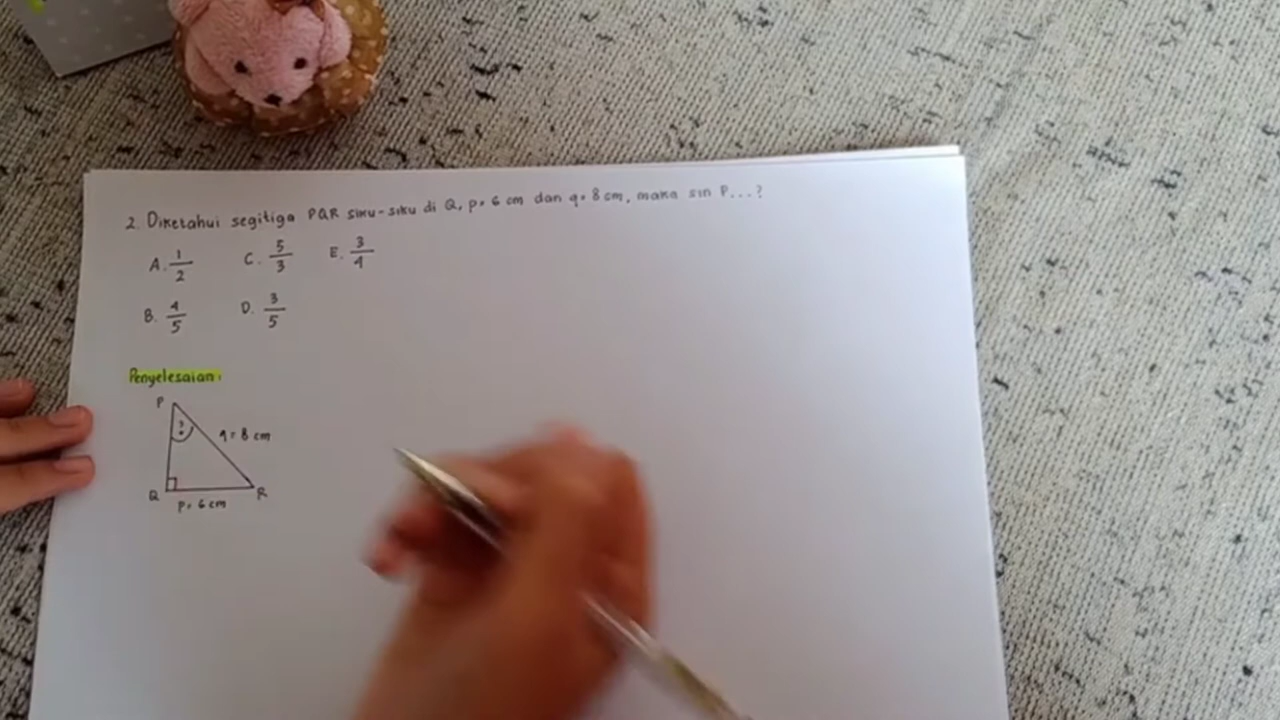 2. Diketahui segitiga PQR siku-siku di Q, p= 6 cm dan q= 8 cm, maka sin P...?
A. 1/2 C. 5/3 E. 3/4
B. 4/5 D. 3/5
Penyelesaian:
P
?
q = 8 cm
Q R
p= 6 cm